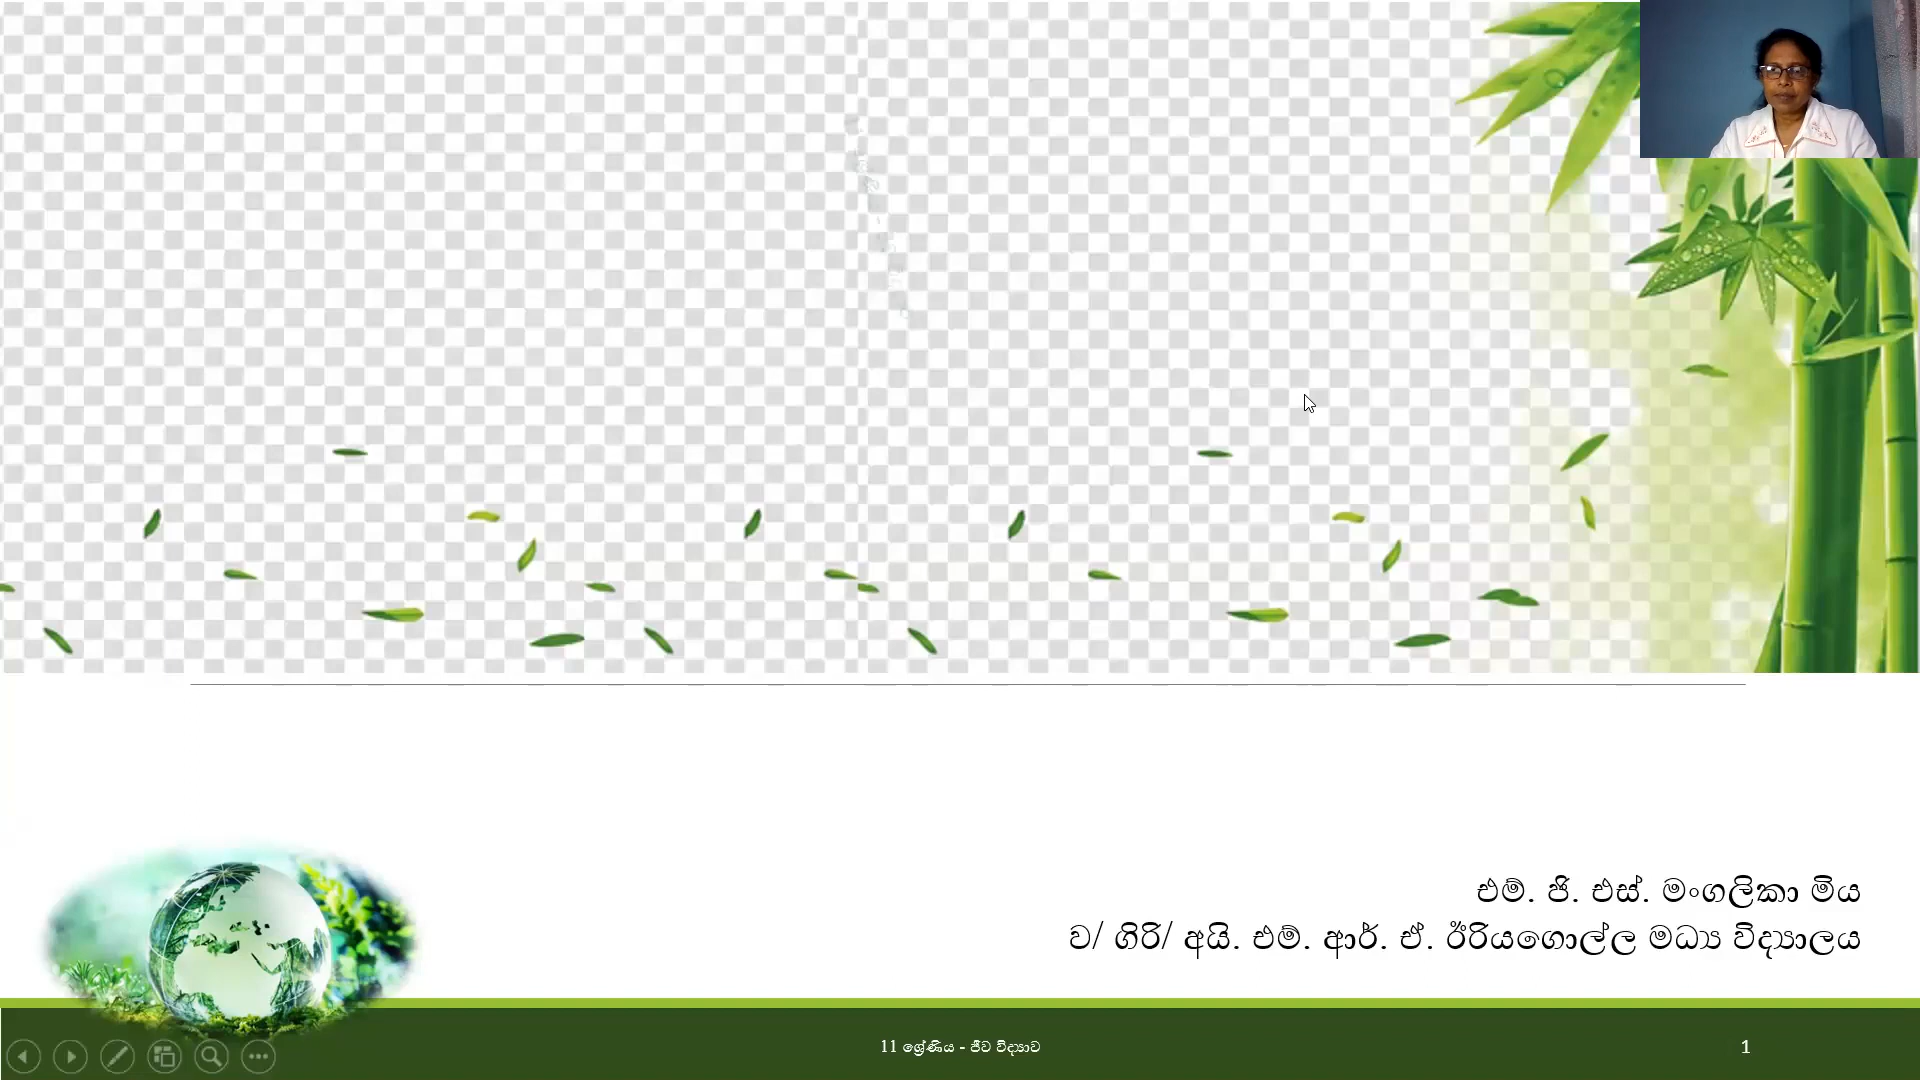 එම්. ජි. එස්. මංගලිකා මිය
ව/ ගිරි/ අයි. එම්. ආර්. ඒ. ඊරියගොල්ල මධ්‍ය විද්‍යාලය
11 ශ්‍රේණිය - ජීව විද්‍යාව
1